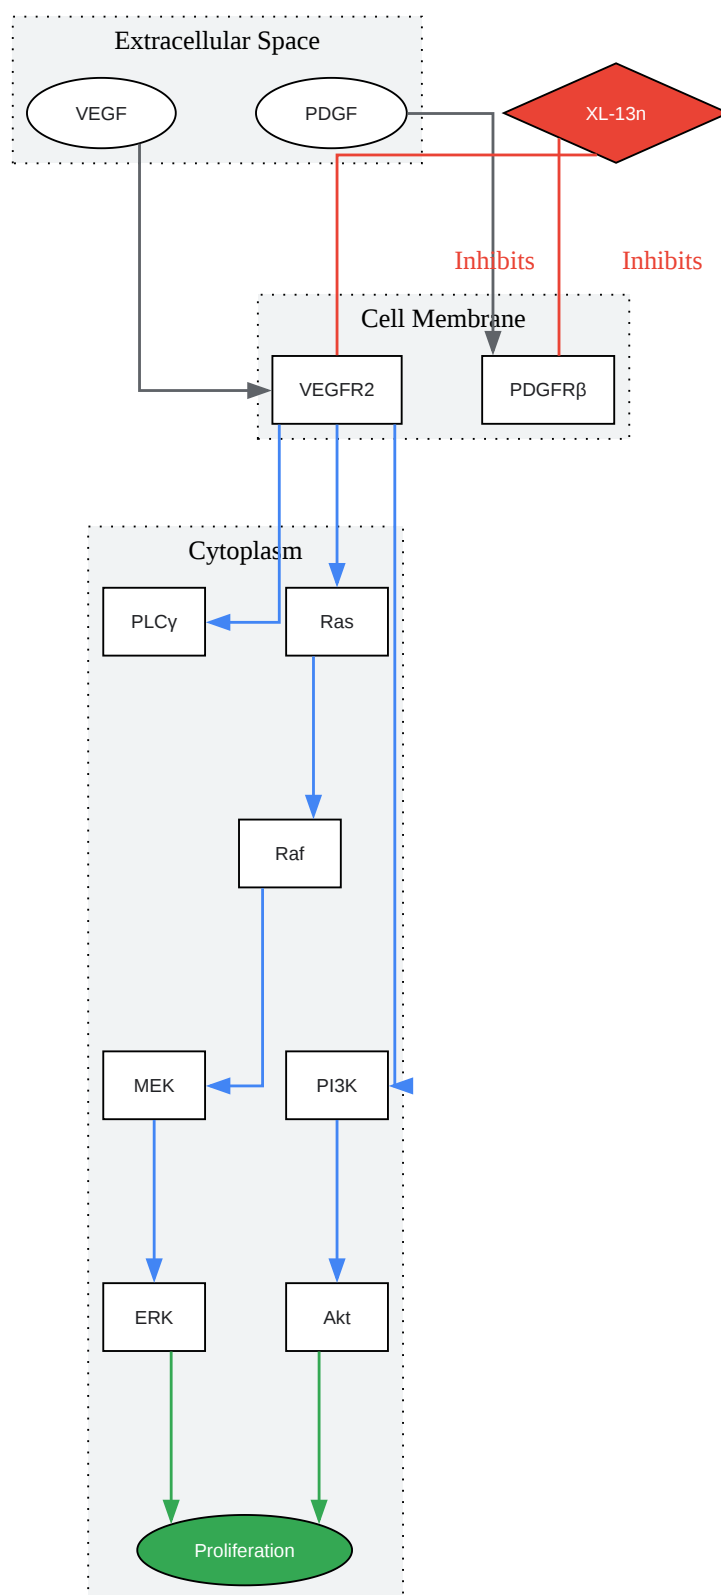 Extracellular Space
VEGF
PDGF
XL-13n
Inhibits
Inhibits
Cell Membrane
VEGFR2
PDGFRβ
Cytoplasm
PLCγ
Ras
Raf
MEK
PI3K
ERK
Akt
Proliferation